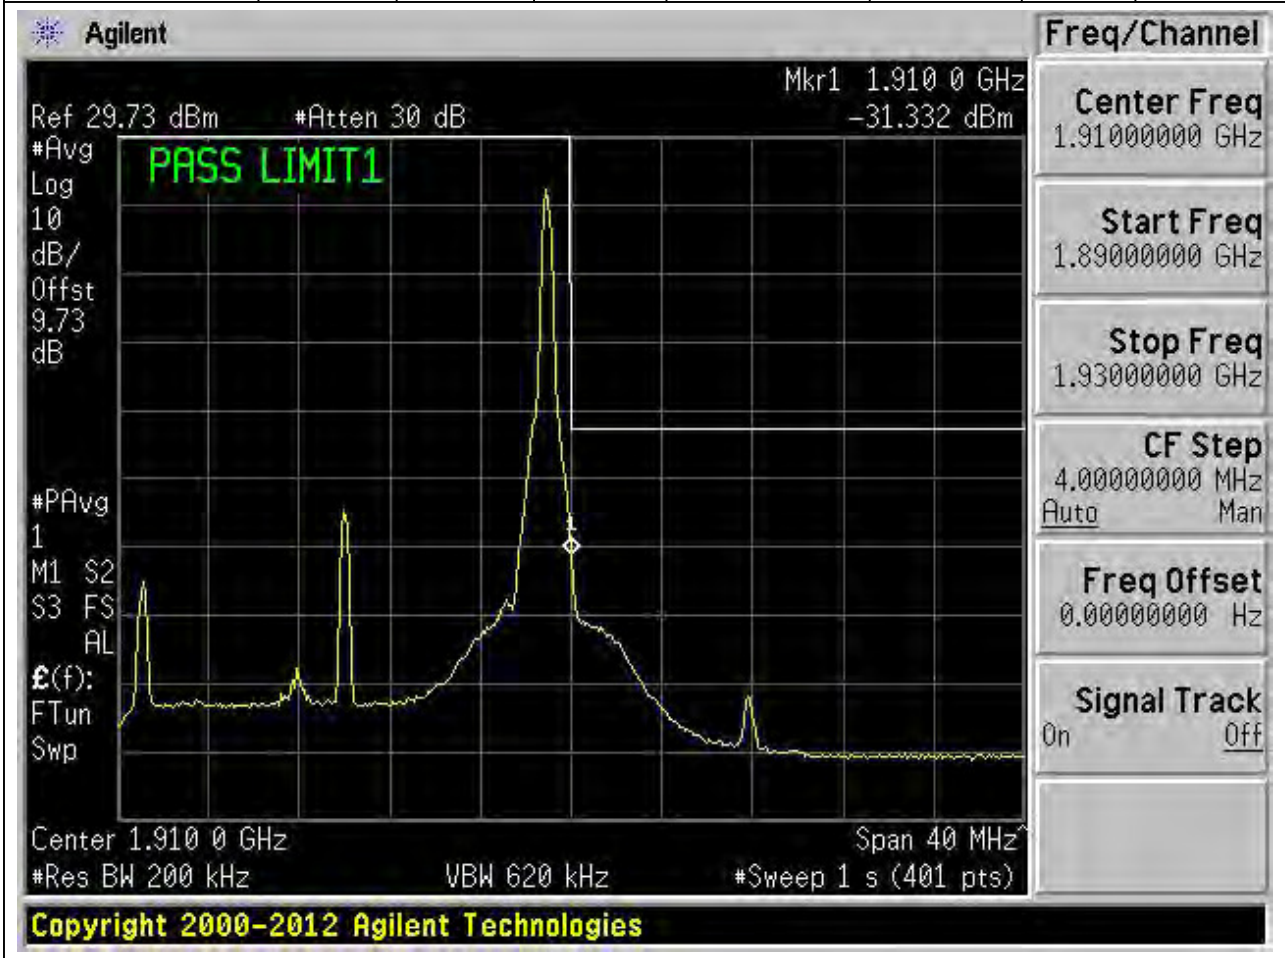 Agilent
Freq/Channel
Mkr1 1.910 0 GHz
Ref 29.73 dBm #Atten 30 dB -31.332 dBm
#Avg
Log
10
dB/
Offst
9.73
dB
PASS LIMIT1
#PAvg
1
M1 S2
S3 FS
AL
£(f):
FTun
Swp
1
Center 1.910 0 GHz Span 40 MHz^
#Res BW 200 kHz VBW 620 kHz #Sweep 1 s (401 pts)
Copyright 2000-2012 Agilent Technologies
Center Freq
1.91000000 GHz
Start Freq
1.89000000 GHz
Stop Freq
1.93000000 GHz
CF Step
4.00000000 MHz
Auto Man
Freq Offset
0.00000000 Hz
Signal Track
On Off